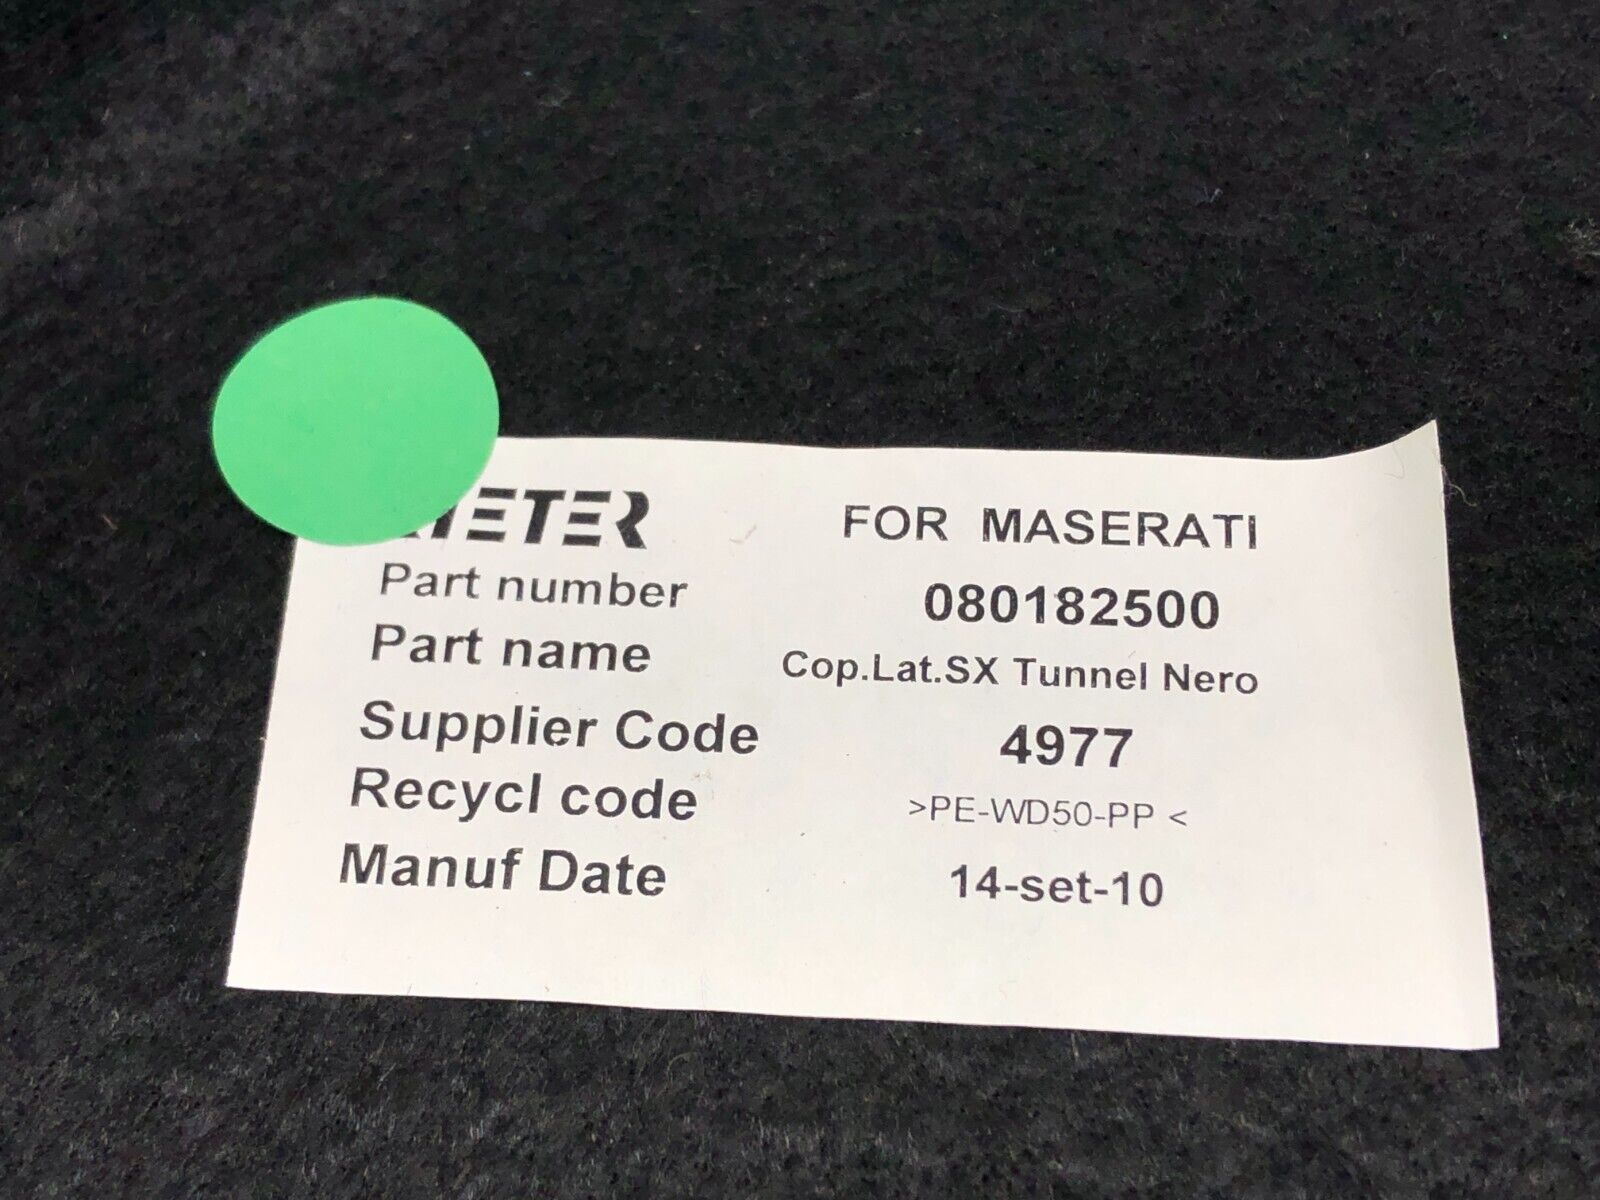 FOR MASERATI
Part number 080182500
Part name Cop.Lat.SX Tunnel Nero
Supplier Code 4977
Recycl code >PE-WD50-PP <
Manuf Date 14-set-10